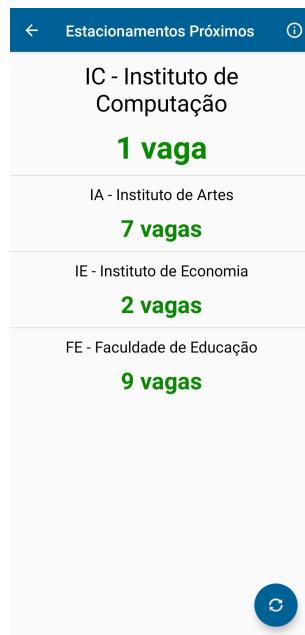 Estacionamentos Próximos
IC - Instituto de
Computação
1 vaga
IA - Instituto de Artes
7 vagas
IE - Instituto de Economia
2 vagas
FE - Faculdade de Educação
9 vagas